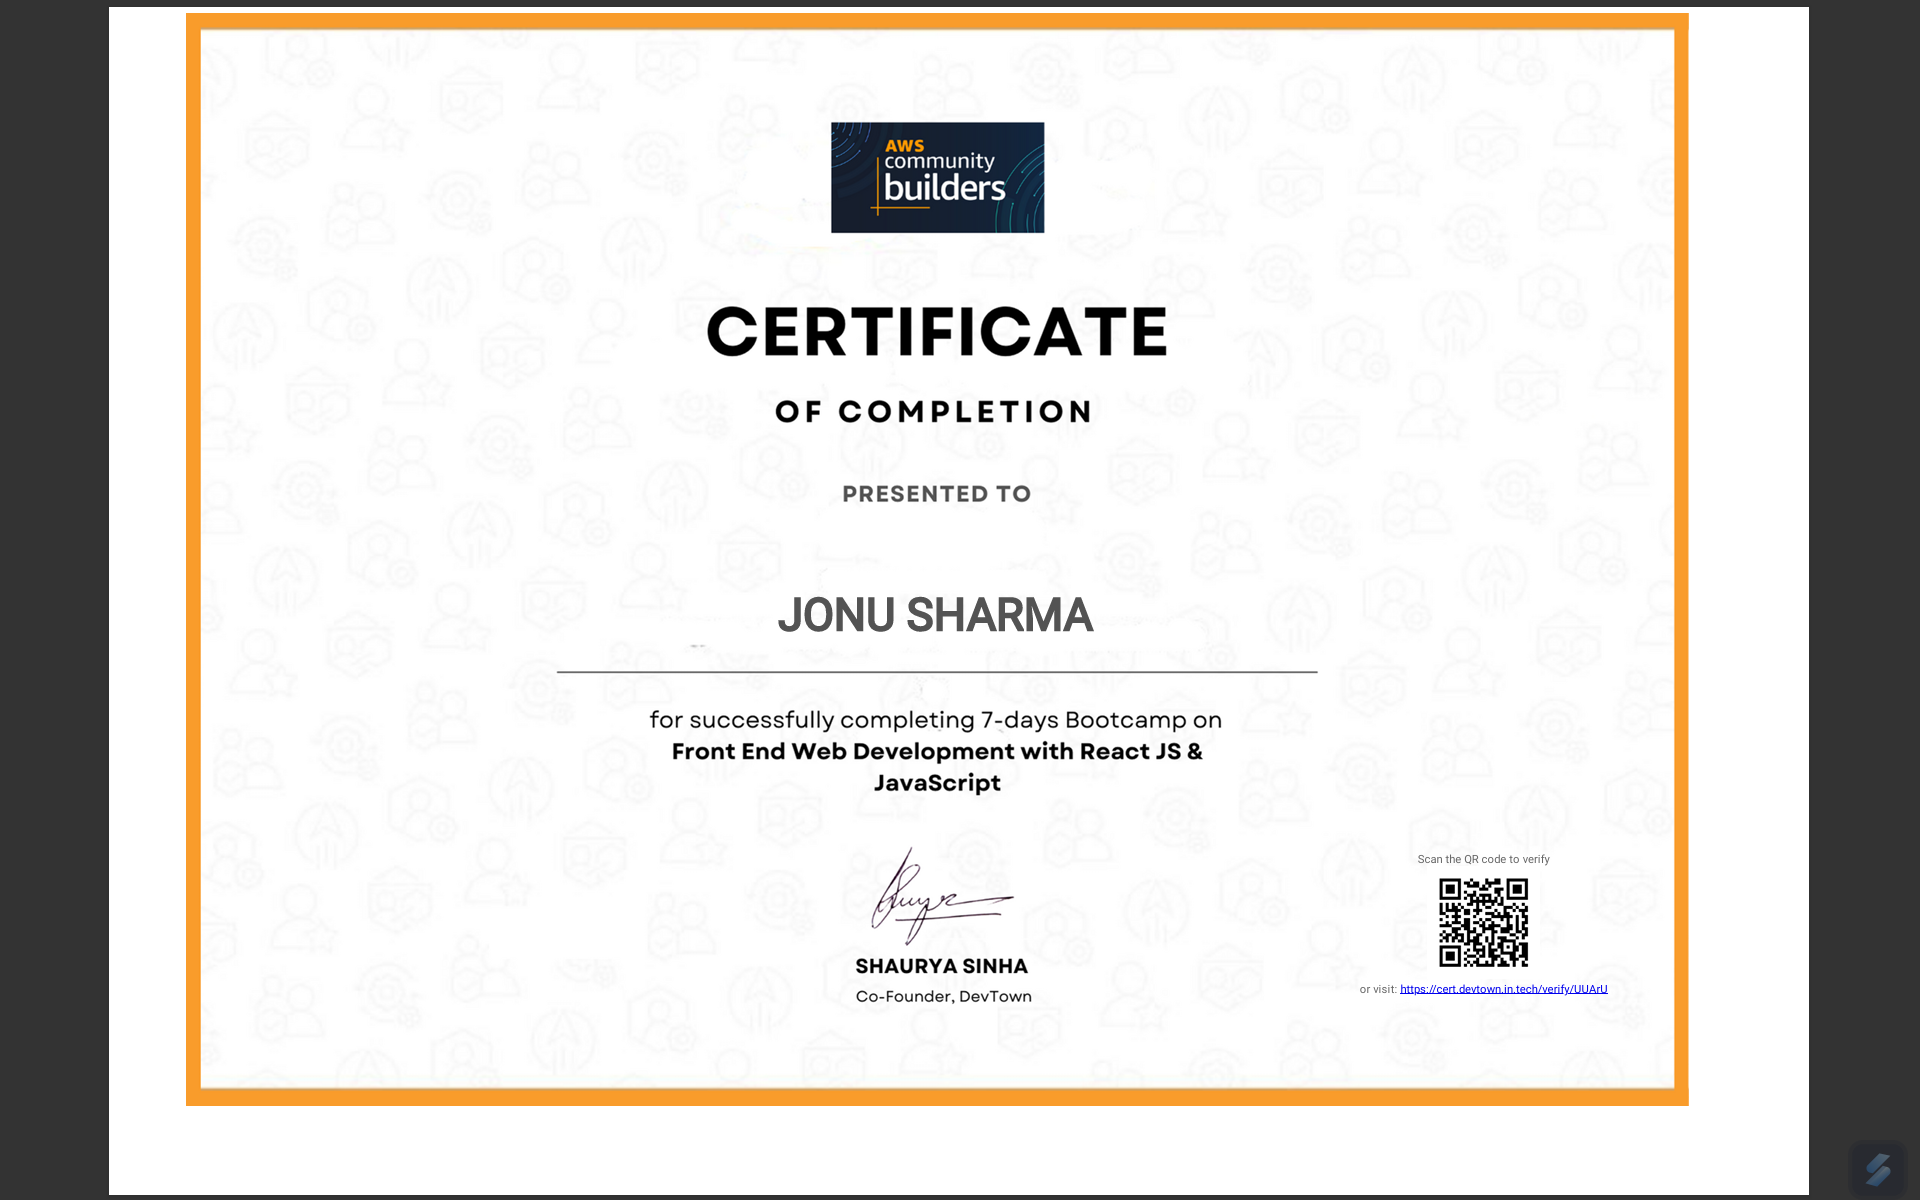 AWS
community
builders
CERTIFICATE
OF COMPLETION
PRESENTED TO
JONU SHARMA
for successfully completing 7-days Bootcamp on
Front End Web Development with React JS &
JavaScript
SHAURYA SINHA
Co-Founder, DevTown
Scan the QR code to verify
or visit: https://cert.devtown.in.tech/verify/UUArU